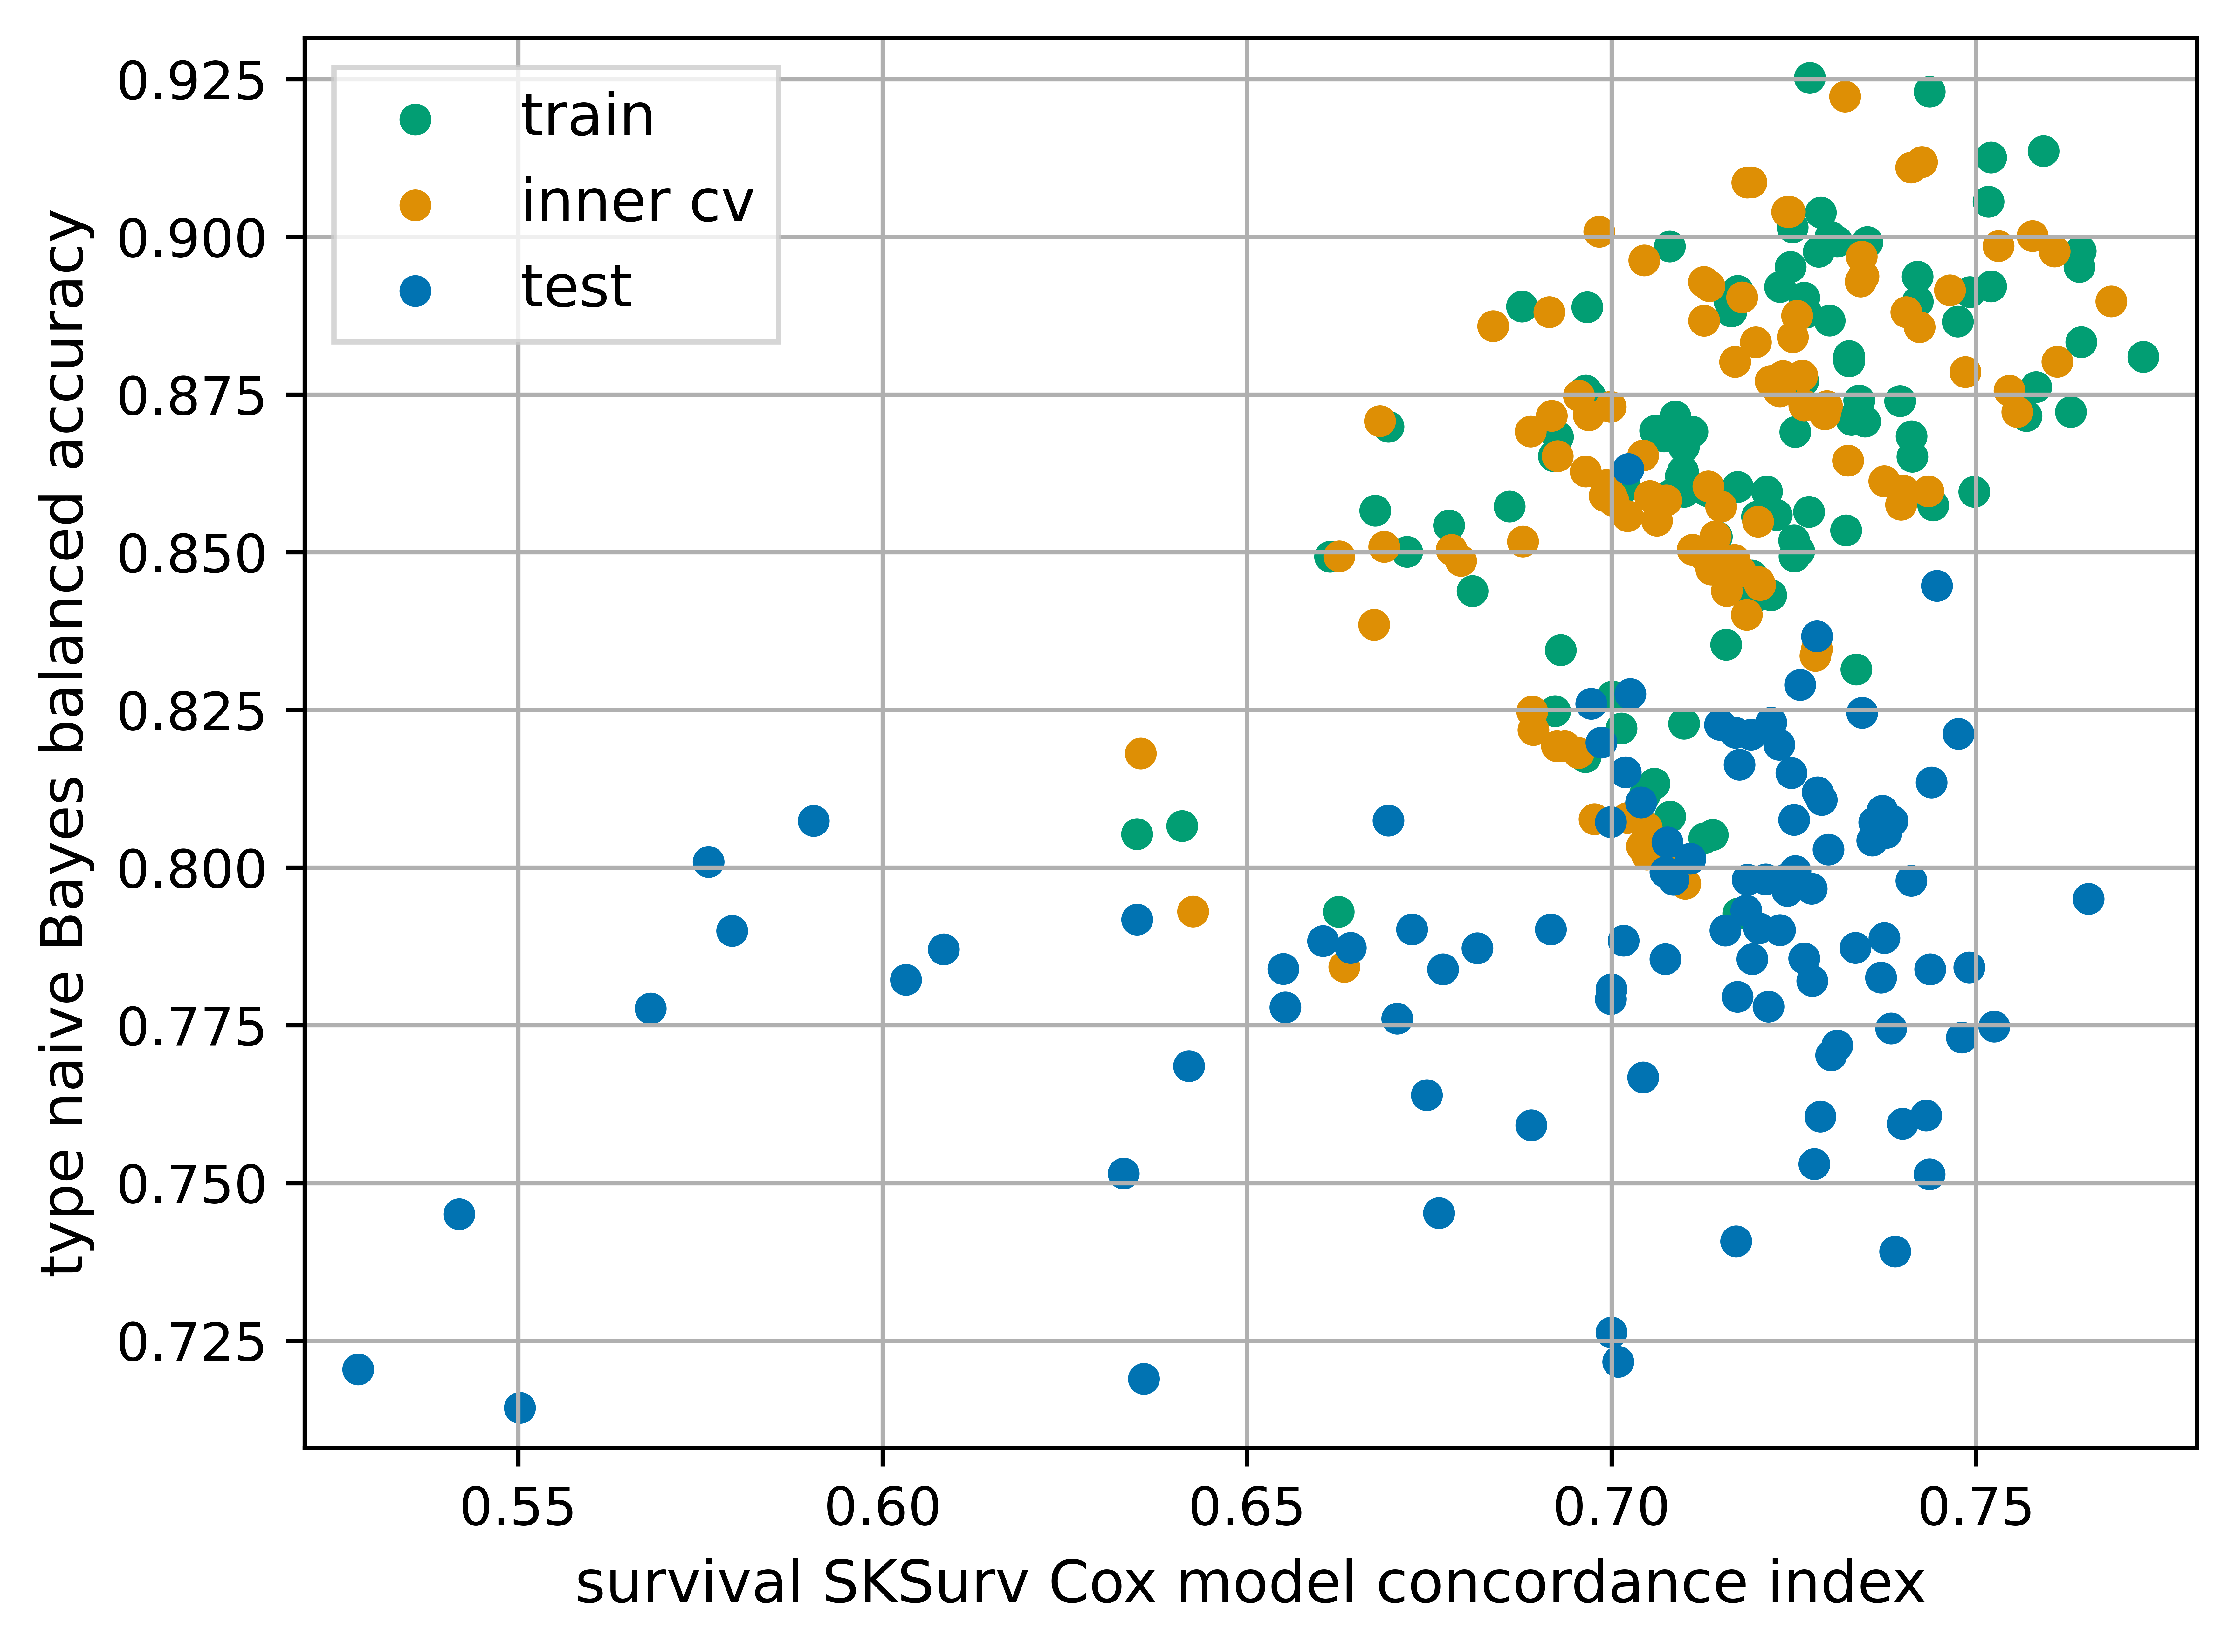 train
inner cv
test
type naive Bayes balanced accuracy
0.925
0.900
0.875
0.850
0.825
0.800
0.775
0.750
0.725
0.55
0.60
0.65
0.70
0.75
survival SKSurv Cox model concordance index